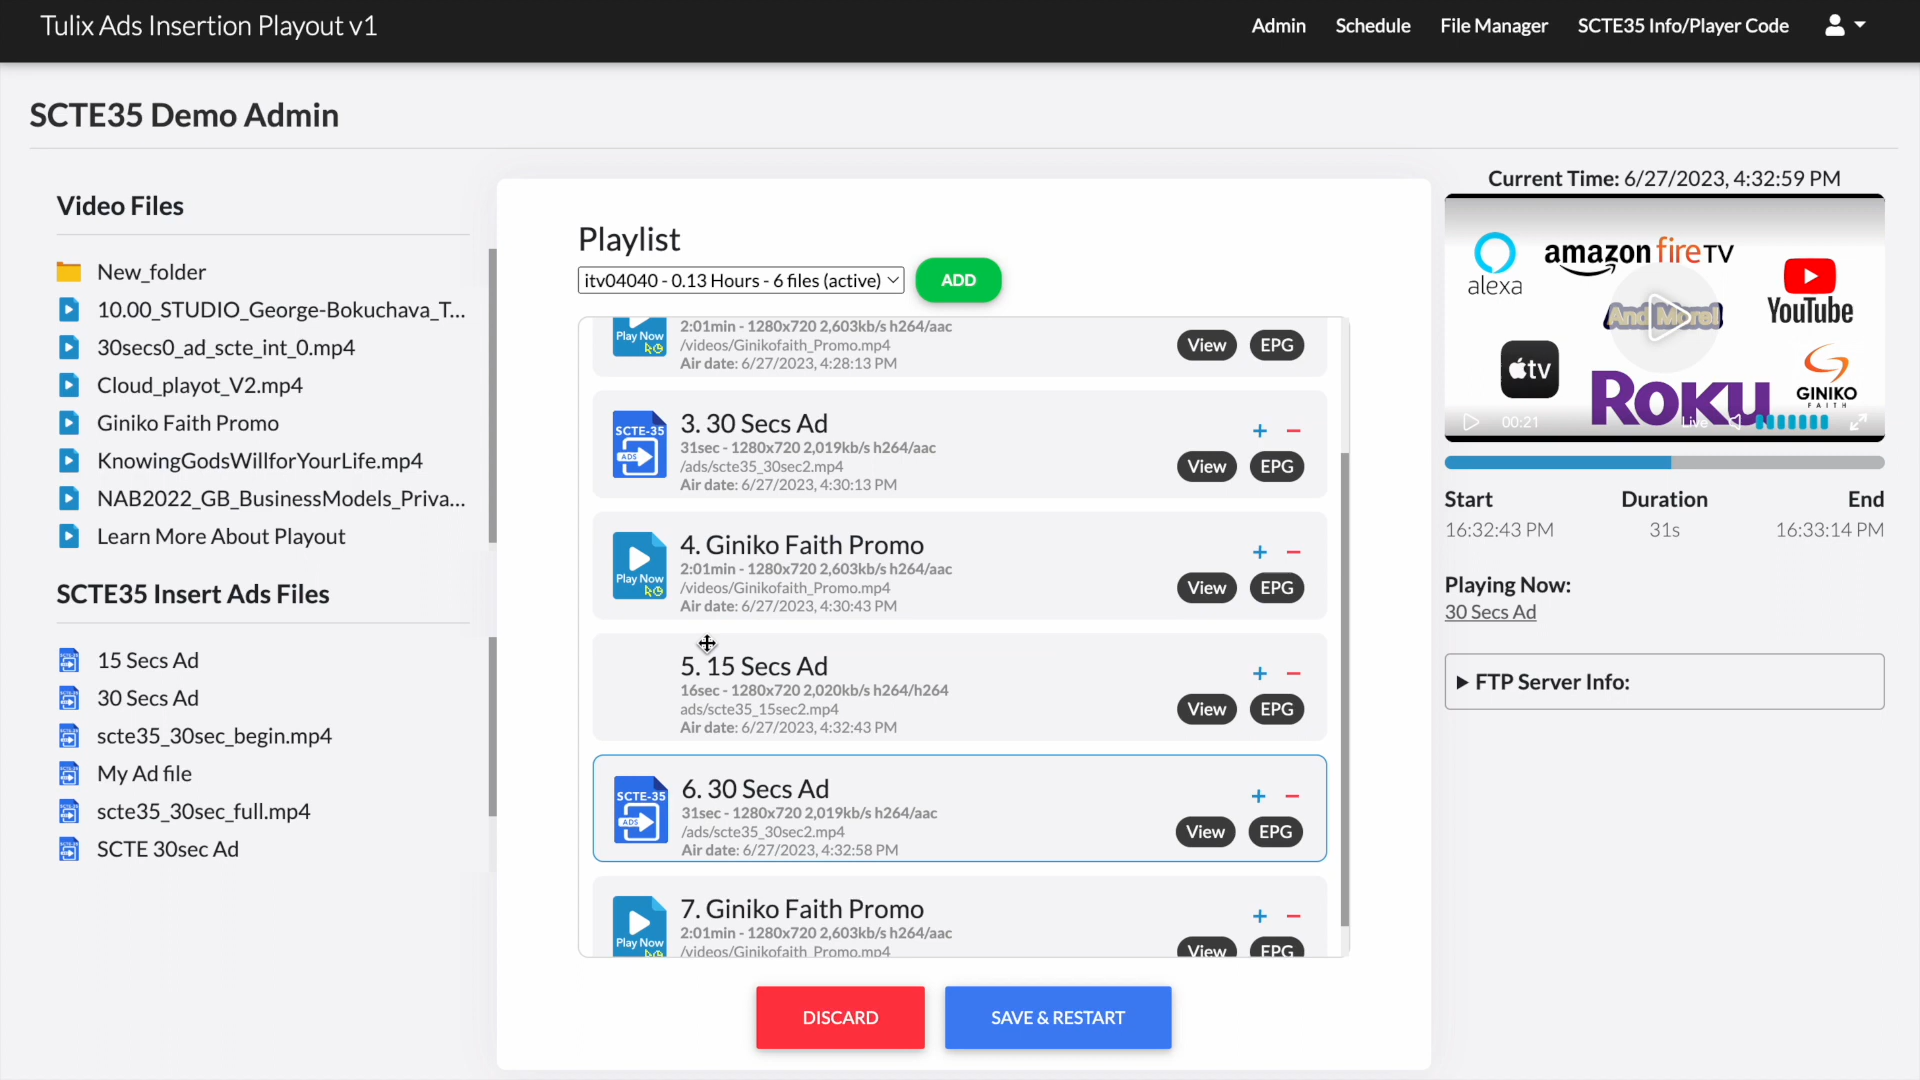 Tulix Ads Insertion Playout v1
Admin
Schedule
File Manager
SCTE35 Info/Player Code
SCTE35 Demo Admin
Video Files
New_folder
10.00_STUDIO_George-Bokuchava_T...
30secs0_ad_scte_int_0.mp4
Cloud_playot_V2.mp4
Giniko Faith Promo
KnowingGodsWillforYourLife.mp4
NAB2022_GB_BusinessModels_Priva...
Learn More About Playout
SCTE35 Insert Ads Files
15 Secs Ad
30 Secs Ad
scte35_30sec_begin.mp4
My Ad file
scte35_30sec_full.mp4
SCTE 30sec Ad
Playlist
itv04040 - 0.13 Hours - 6 files (active)
ADD
Play Now
2:01min - 1280x720 2,603kb/s h264/aac
/videos/Ginikofaith_Promo.mp4
Air date: 6/27/2023, 4:28:13 PM
View
EPG
SCTE-35
ADS
3. 30 Secs Ad
31sec - 1280x720 2,019kb/s h264/aac
/ads/scte35_30sec2.mp4
Air date: 6/27/2023, 4:30:13 PM
+ −
View
EPG
Play Now
4. Giniko Faith Promo
2:01min - 1280x720 2,603kb/s h264/aac
/videos/Ginikofaith_Promo.mp4
Air date: 6/27/2023, 4:30:43 PM
+ −
View
EPG
5. 15 Secs Ad
16sec - 1280x720 2,020kb/s h264/h264
ads/scte35_15sec2.mp4
Air date: 6/27/2023, 4:32:43 PM
+ −
View
EPG
SCTE-35
ADS
6. 30 Secs Ad
31sec - 1280x720 2,019kb/s h264/aac
/ads/scte35_30sec2.mp4
Air date: 6/27/2023, 4:32:58 PM
+ −
View
EPG
Play Now
7. Giniko Faith Promo
2:01min - 1280x720 2,603kb/s h264/aac
/videos/Ginikofaith_Promo.mp4
+ −
View
EPG
DISCARD
SAVE & RESTART
Current Time: 6/27/2023, 4:32:59 PM
alexa
amazon fireTV
YouTube
And More!
tv
ROKU
GINIKO
FAITH
00:21
Live
Start
Duration
End
16:32:43 PM
31s
16:33:14 PM
Playing Now:
30 Secs Ad
FTP Server Info: